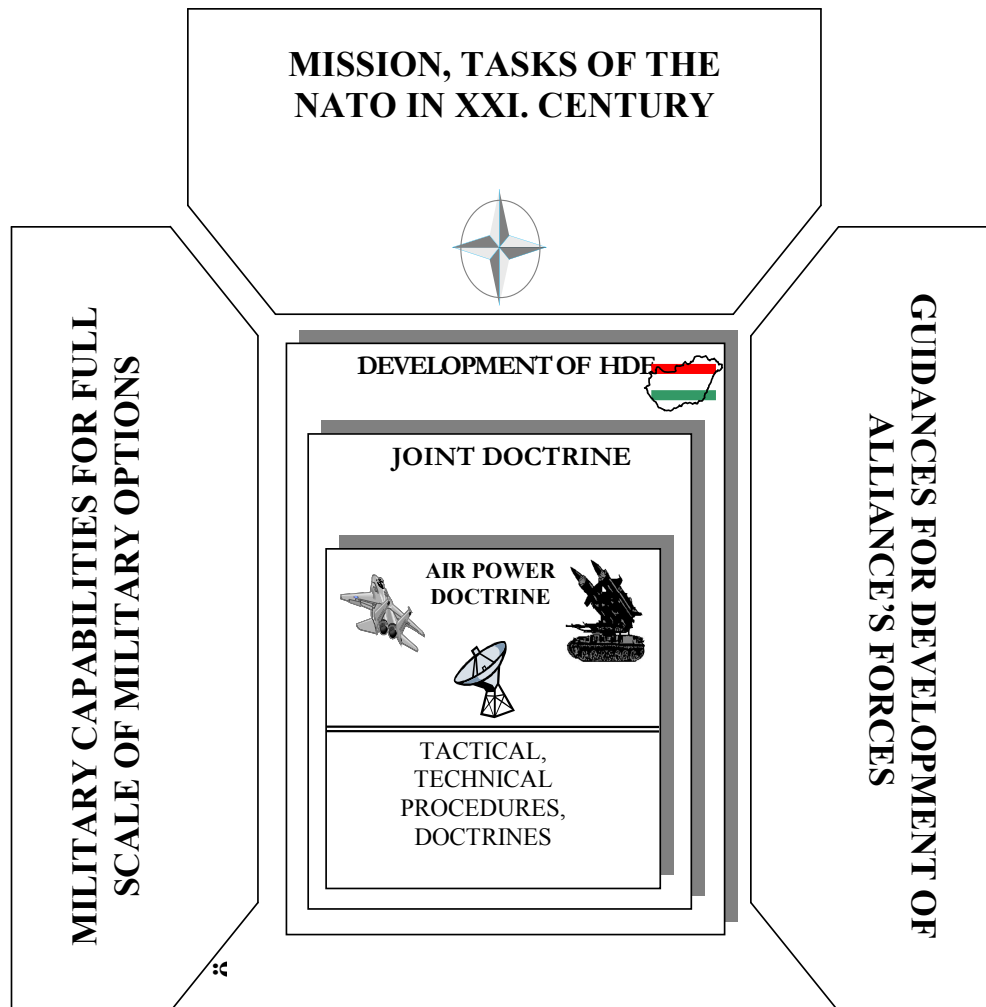 MISSION, TASKS OF THE
NATO IN XXI. CENTURY
MILITARY CAPABILITIES FOR FULL
SCALE OF MILITARY OPTIONS
DEVELOPMENT OF HDF
JOINT DOCTRINE
AIR POWER
DOCTRINE
TACTICAL,
TECHNICAL
PROCEDURES,
DOCTRINES
GUIDANCES FOR DEVELOPMENT OF
ALLIANCE’S FORCES